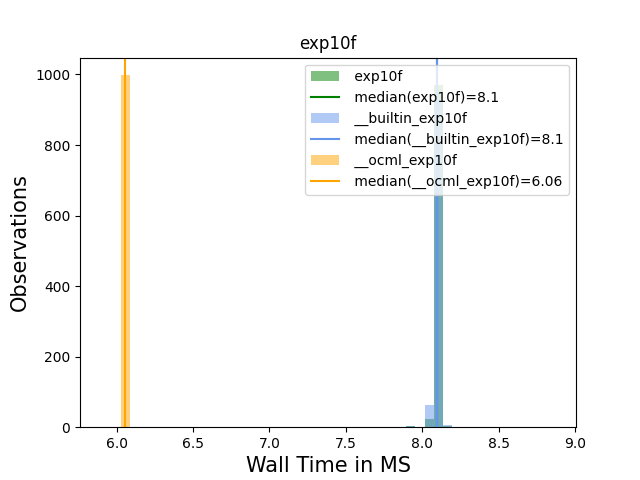 exp10f
1000
800
600
400
200
0
Observations
exp10f
median(exp10f)=8.1
__builtin_exp10f
median(__builtin_exp10f)=8.1
__ocml_exp10f
median(__ocml_exp10f)=6.06
6.0 6.5 7.0 7.5 8.0 8.5 9.0
Wall Time in MS